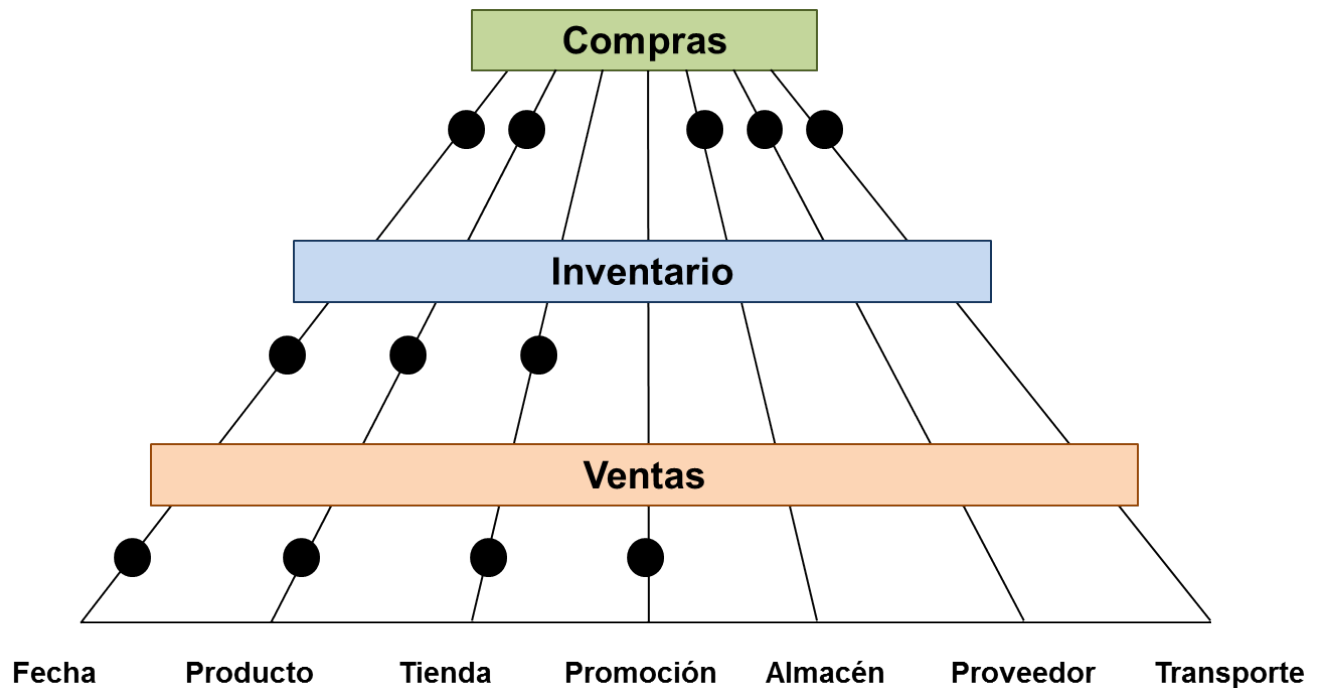 Compras
Inventario
Ventas
Fecha Producto Tienda Promoción Almacén Proveedor Transporte